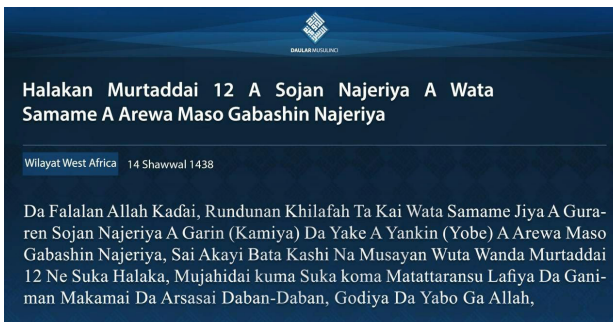 DAULAR MUSULINCI
Halakan Murtaddai 12 A Sojan Najeriya A Wata
Samame A Arewa Maso Gabashin Najeriya
Wilayat West Africa 14 Shawwal 1438
Da Falalan Allah Kaɗai, Rundunan Khilafah Ta Kai Wata Samame Jiya A Gura-
ren Sojan Najeriya A Garin (Kamiya) Da Yake A Yankin (Yobe) A Arewa Maso
Gabashin Najeriya, Sai Akayi Bata Kashi Na Musayan Wuta Wanda Murtaddai
12 Ne Suka Halaka, Mujahidai kuma Suka koma Matattaransu Lafiya Da Gani-
man Makamai Da Arsasai Daban-Daban, Godiya Da Yabo Ga Allah,